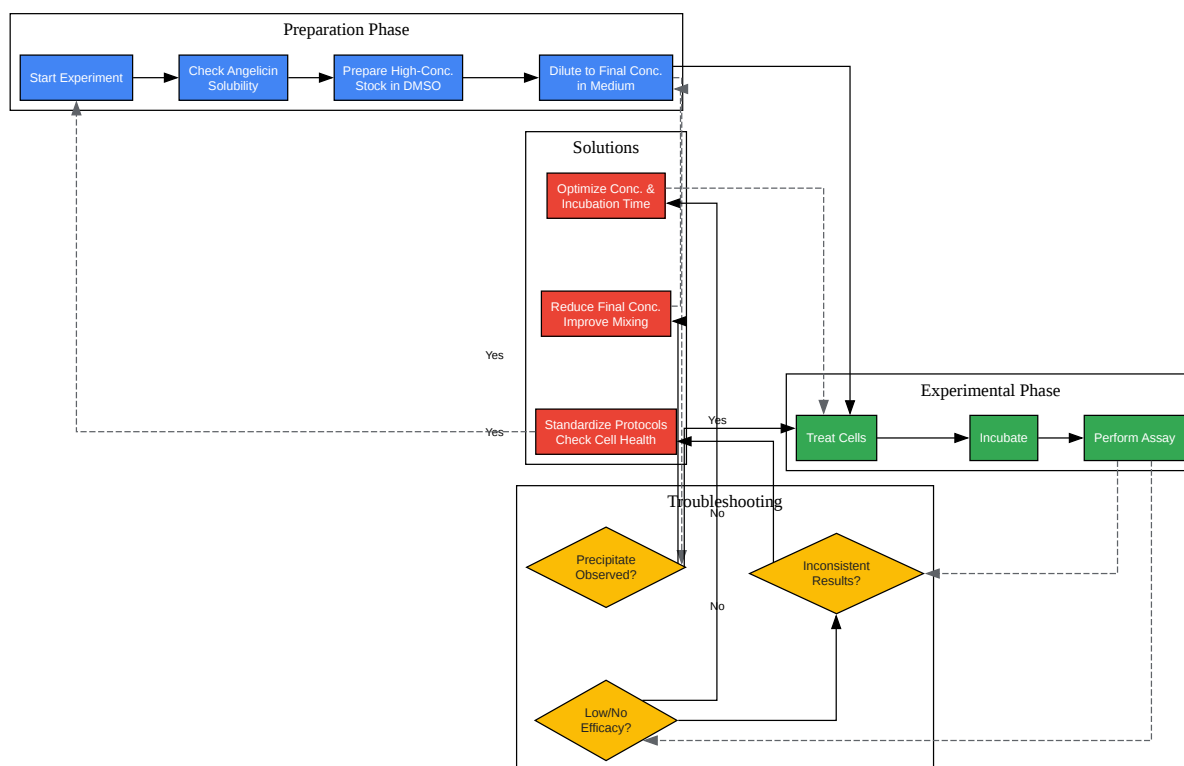 Preparation Phase
Start Experiment
Check Angelicin
Solubility
Prepare High-Conc.
Stock in DMSO
Dilute to Final Conc.
in Medium
Solutions
Optimize Conc. &
Incubation Time
Reduce Final Conc.
Improve Mixing
Yes
Standardize Protocols
Check Cell Health
Yes
Yes
Experimental Phase
Treat Cells
Incubate
Perform Assay
Troubleshooting
No
Precipitate
Observed?
Inconsistent
Results?
No
Low/No
Efficacy?